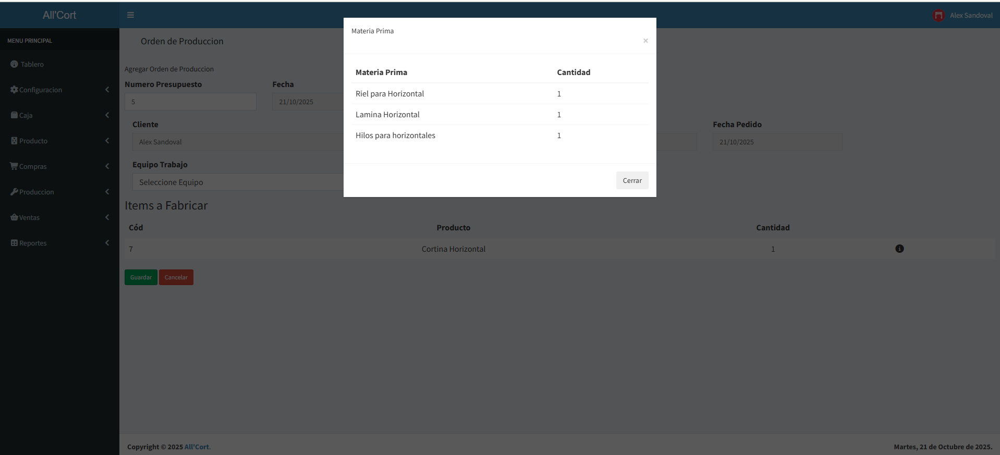 All'Cort
Alex Sandoval
MENU PRINCIPAL
Tablero
Configuracion
Caja
Producto
Compras
Produccion
Ventas
Reportes
Orden de Produccion
Agregar Orden de Produccion
Numero Presupuesto
Fecha
5
21/10/2025
Cliente
Fecha Pedido
Alex Sandoval
21/10/2025
Equipo Trabajo
Seleccione Equipo
Materia Prima
×
Materia Prima Cantidad
Riel para Horizontal 1
Lamina Horizontal 1
Hilos para horizontales 1
Cerrar
Items a Fabricar
Cód Producto Cantidad
7 Cortina Horizontal 1
Guardar Cancelar
Copyright © 2025 All'Cort.
Martes, 21 de Octubre de 2025.